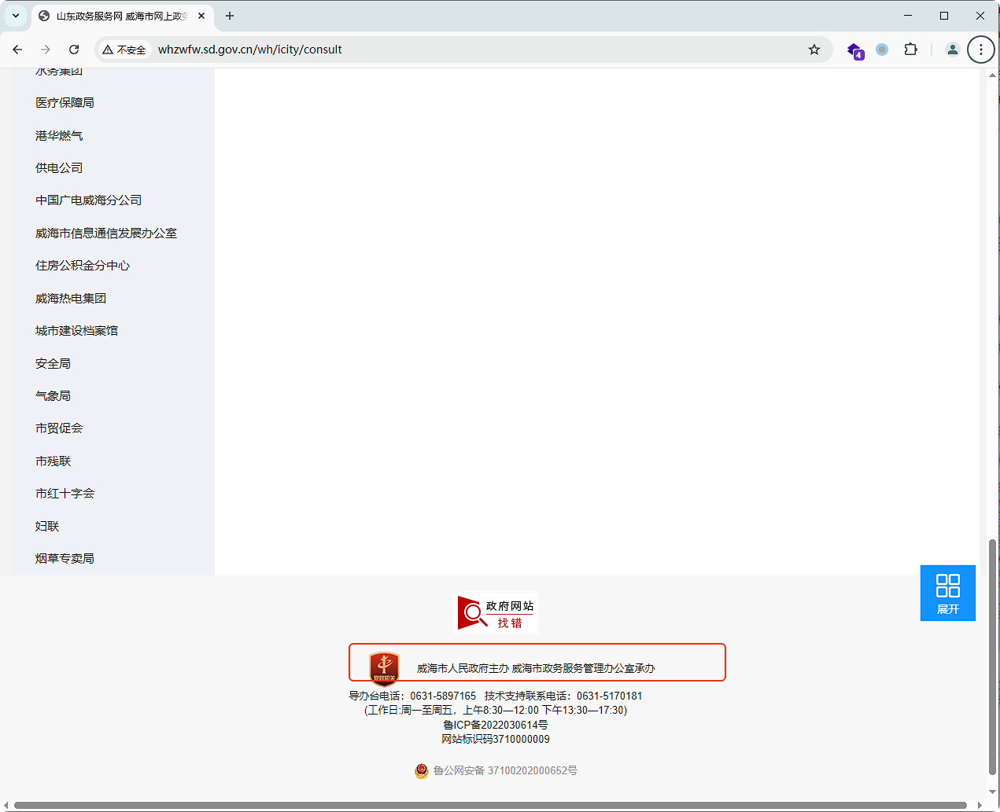 山东政务服务网 威海市网上政务
不安全
whzwfw.sd.gov.cn/wh/icity/consult
4
水务集团
医疗保障局
港华燃气
供电公司
中国广电威海分公司
威海市信息通信发展办公室
住房公积金分中心
威海热电集团
城市建设档案馆
安全局
气象局
市贸促会
市残联
市红十字会
妇联
烟草专卖局
展开
政府网站
找错
党政机关
威海市人民政府主办 威海市政务服务管理办公室承办
导办台电话：0631-5897165 技术支持联系电话：0631-5170181
(工作日:周一至周五，上午8:30—12:00 下午13:30—17:30)
鲁ICP备2022030614号
网站标识码3710000009
鲁公网安备 37100202000652号